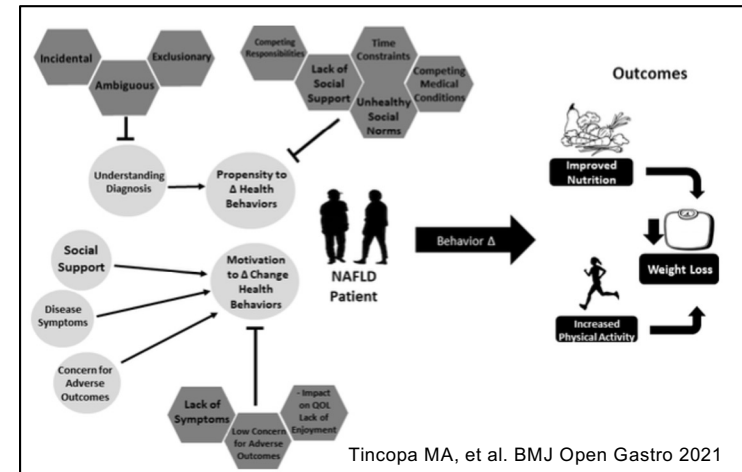 Incidental
Ambiguous
Exclusionary
Competing
Responsibilities
Lack of
Social
Support
Time
Constraints
Unhealthy
Social
Norms
Competing
Medical
Conditions
Understanding
Diagnosis
Propensity to
Δ Health
Behaviors
Social
Support
Disease
Symptoms
Concern for
Adverse
Outcomes
Motivation
to Δ Change
Health
Behaviors
Lack of
Symptoms
Low Concern
for Adverse
Outcomes
- Impact
on QOL
Lack of
Enjoyment
NAFLD
Patient
Behavior Δ
Outcomes
Improved
Nutrition
Weight Loss
Increased
Physical Activity
Tincopa MA, et al. BMJ Open Gastro 2021